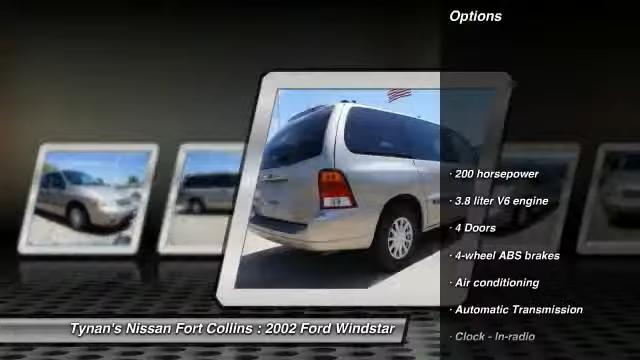 Options
· 200 horsepower
· 3.8 liter V6 engine
· 4 Doors
· 4-wheel ABS brakes
· Air conditioning
· Automatic Transmission
· Clock - In-radio
Tynan's Nissan Fort Collins : 2002 Ford Windstar